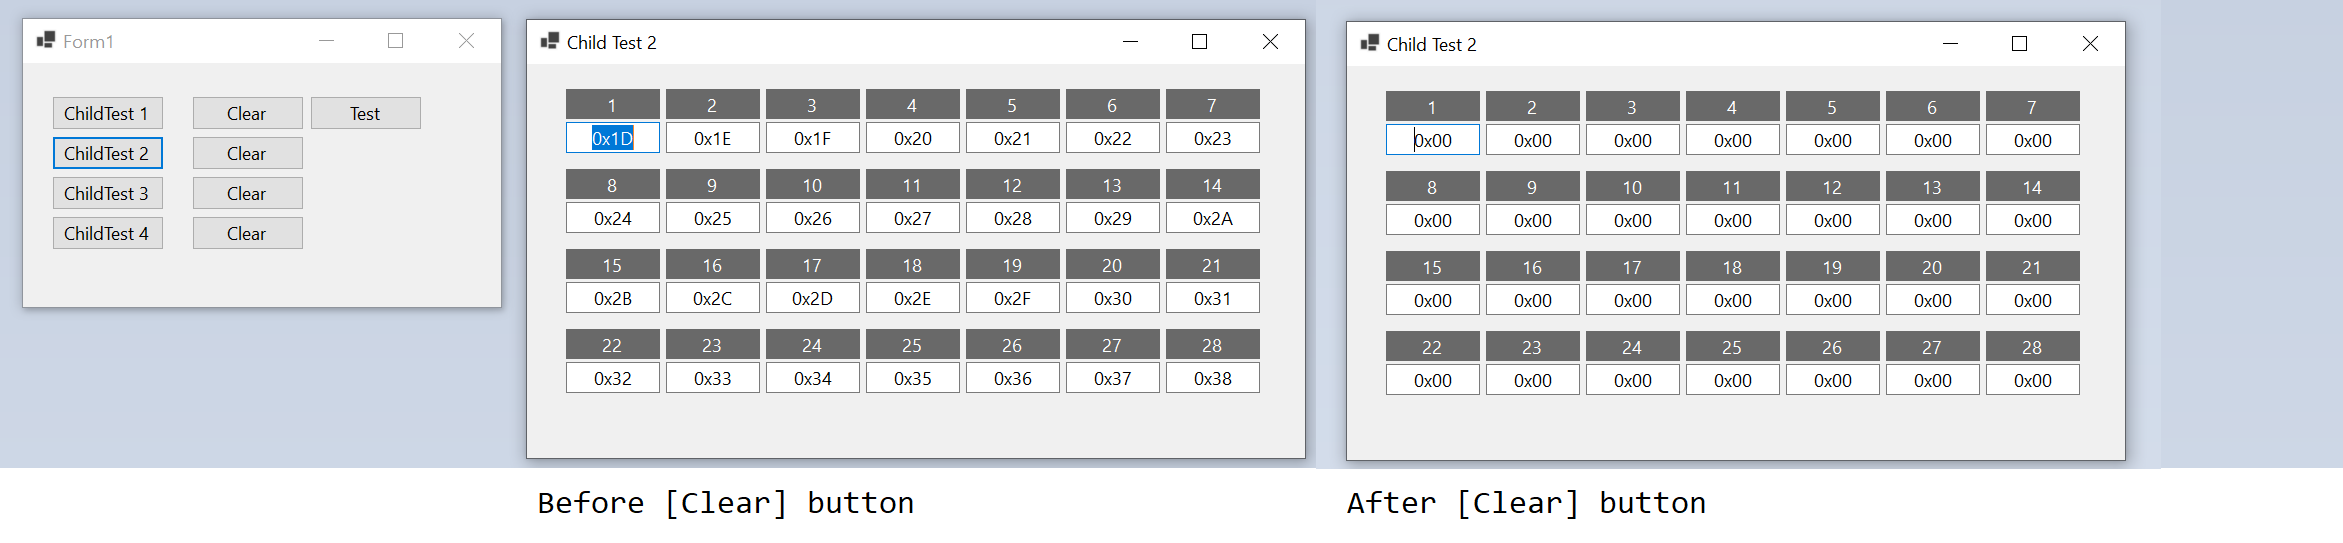 Form1
ChildTest 1 Clear Test
ChildTest 2 Clear
ChildTest 3 Clear
ChildTest 4 Clear
Child Test 2
1 2 3 4 5 6 7
0x1D 0x1E 0x1F 0x20 0x21 0x22 0x23
8 9 10 11 12 13 14
0x24 0x25 0x26 0x27 0x28 0x29 0x2A
15 16 17 18 19 20 21
0x2B 0x2C 0x2D 0x2E 0x2F 0x30 0x31
22 23 24 25 26 27 28
0x32 0x33 0x34 0x35 0x36 0x37 0x38
Before [Clear] button
Child Test 2
1 2 3 4 5 6 7
0x00 0x00 0x00 0x00 0x00 0x00 0x00
8 9 10 11 12 13 14
0x00 0x00 0x00 0x00 0x00 0x00 0x00
15 16 17 18 19 20 21
0x00 0x00 0x00 0x00 0x00 0x00 0x00
22 23 24 25 26 27 28
0x00 0x00 0x00 0x00 0x00 0x00 0x00
After [Clear] button